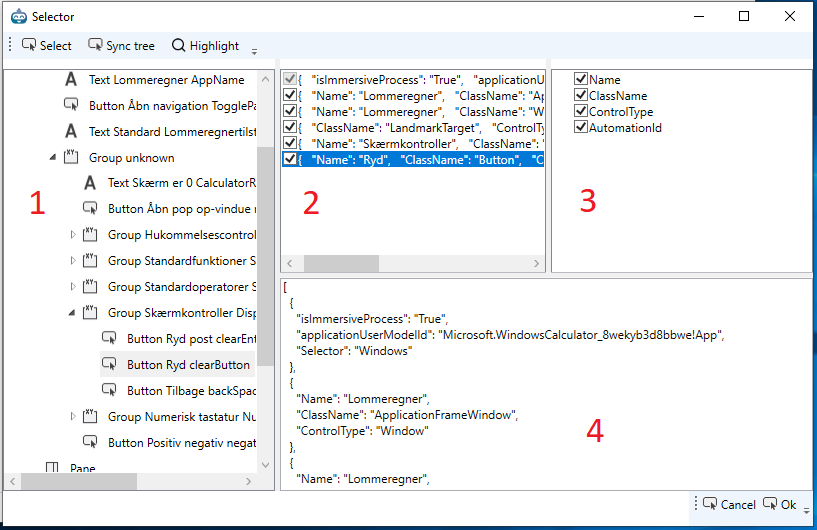 Selector
Select Sync tree Highlight
Text Lommeregner AppName
Button Åbn navigation TogglePa
Text Standard Lommeregnertilst
Group unknown
Text Skærm er 0 CalculatorR
Button Åbn pop op-vindue
Group Hukommelsescontrol
Group Standardfunktioner S
Group Standardoperatorer S
Group Skærmkontroller Disp
Button Ryd post clearEnt
Button Ryd clearButton
Button Tilbage backSpac
Group Numerisk tastatur Nu
Button Positiv negativ negat
Pane
1
{ "isImmersiveProcess": "True", "applicationU
{ "Name": "Lommeregner", "ClassName": "Ap
{ "Name": "Lommeregner", "ClassName": "W
{ "ClassName": "LandmarkTarget", "ControlTy
{ "Name": "Skærmkontroller", "ClassName": "
{ "Name": "Ryd", "ClassName": "Button", "C
2
Name
ClassName
ControlType
AutomationId
3
[
{
"isImmersiveProcess": "True",
"applicationUserModelId": "Microsoft.WindowsCalculator_8wekyb3d8bbwe!App",
"Selector": "Windows"
},
{
"Name": "Lommeregner",
"ClassName": "ApplicationFrameWindow",
"ControlType": "Window"
},
{
"Name": "Lommeregner",
4
Cancel Ok